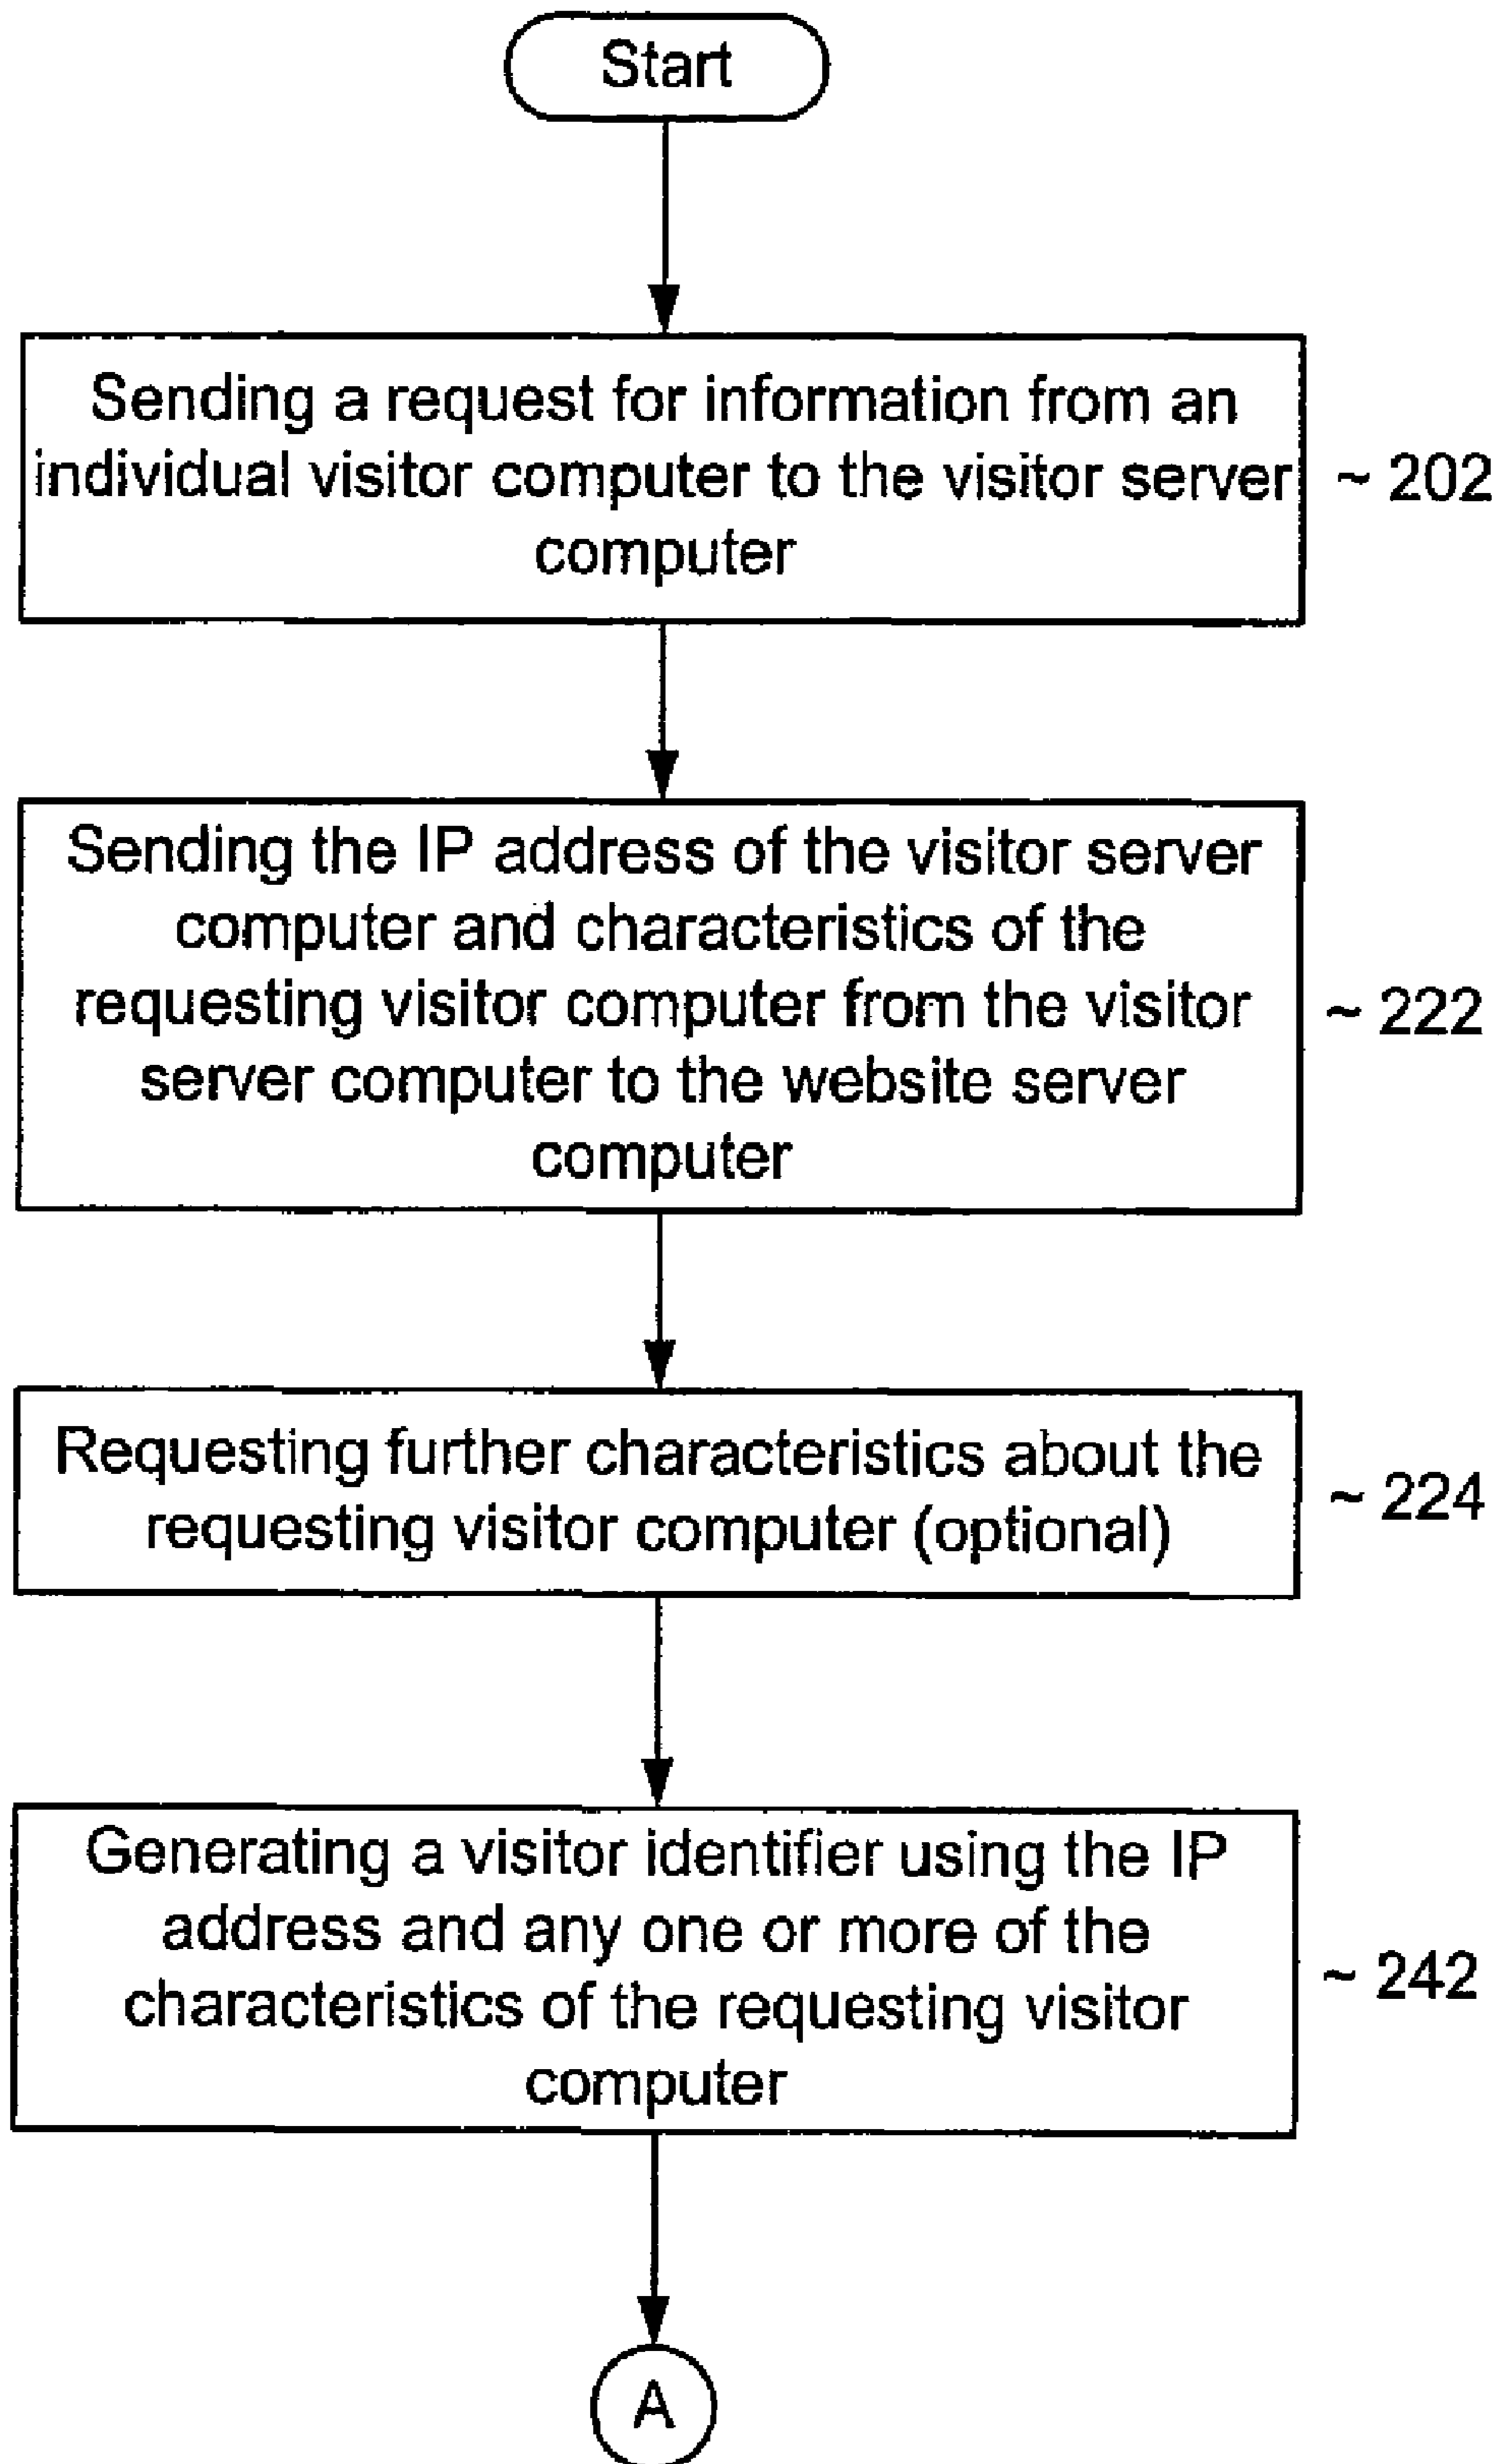 Start
Sending a request for information from an
individual visitor computer to the visitor server
computer
~ 202
Sending the IP address of the visitor server
computer and characteristics of the
requesting visitor computer from the visitor
server computer to the website server
computer
~ 222
Requesting further characteristics about the
requesting visitor computer (optional)
~ 224
Generating a visitor identifier using the IP
address and any one or more of the
characteristics of the requesting visitor
computer
~ 242
A